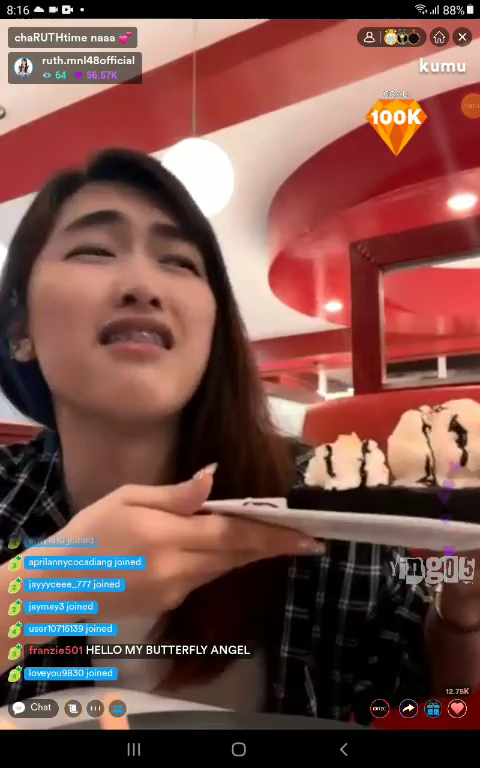 8:16
88%
chaRUTHtime naaa 💕
ruth.mnl48official
64 56.57K
kumu
GOAL
100K
aprilannycocadiang joined
jayyyceee_777 joined
jaymay3 joined
user10716139 joined
franzie501 HELLO MY BUTTERFLY ANGEL
loveyou9830 joined
Chat
12.75K